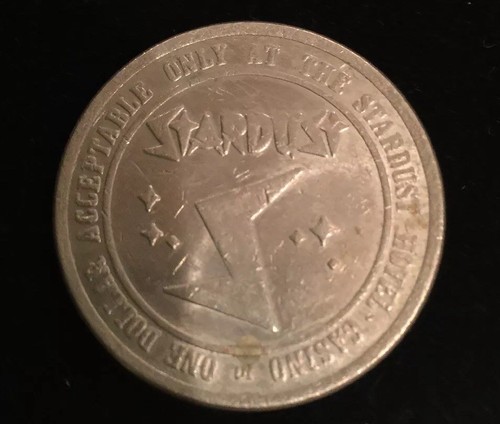 ACCEPTABLE ONLY AT THE STARDUST HOTEL · CASINO
ONE DOLLAR
STARDUST